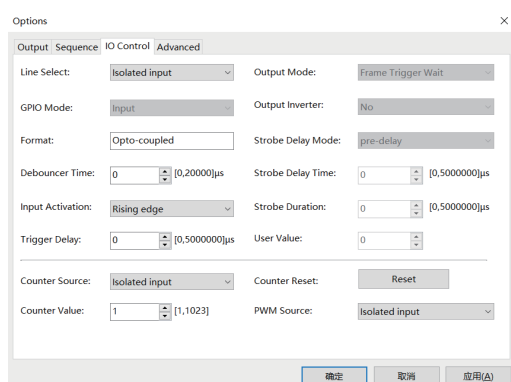 Options
Output Sequence IO Control Advanced
Line Select: Isolated input Output Mode: Frame Trigger Wait
GPIO Mode: Input Output Inverter: No
Format: Opto-coupled Strobe Delay Mode: pre-delay
Debouncer Time: 0 [0,20000]μs Strobe Delay Time: 0 [0,5000000]μs
Input Activation: Rising edge Strobe Duration: 0 [0,5000000]μs
Trigger Delay: 0 [0,5000000]μs User Value: 0
Counter Source: Isolated input Counter Reset: Reset
Counter Value: 1 [1,1023] PWM Source: Isolated input
确定 取消 应用(A)